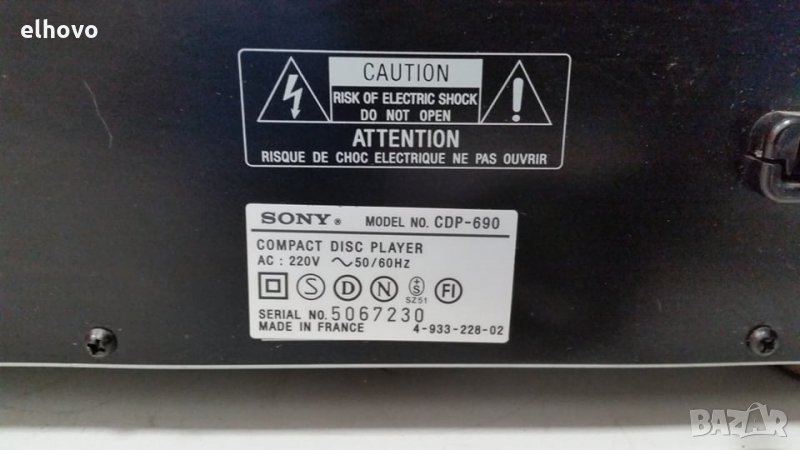 elhovo
CAUTION
RISK OF ELECTRIC SHOCK
DO NOT OPEN
ATTENTION
RISQUE DE CHOC ELECTRIQUE NE PAS OUVRIR
SONY® MODEL NO. CDP-690
COMPACT DISC PLAYER
AC : 220V ~ 50/60Hz
S D N S FI
SZ51
SERIAL NO. 5067230
MADE IN FRANCE 4-933-228-02
BAZAR